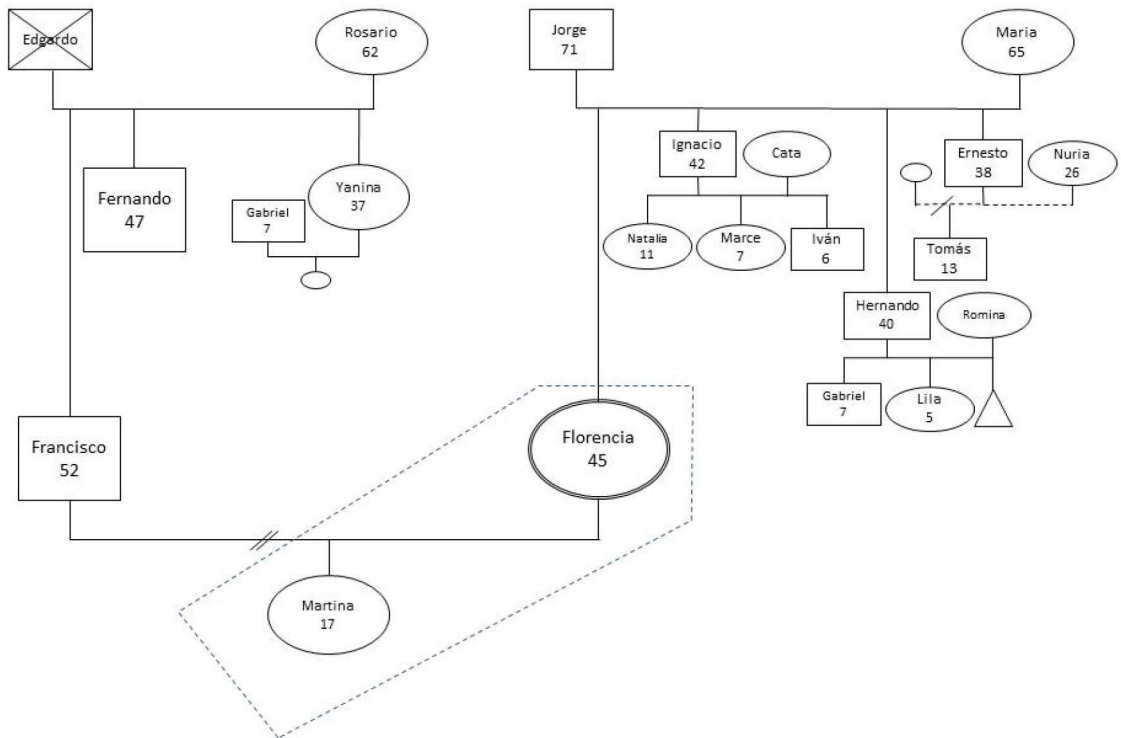 Edgardo
Rosario
62
Jorge
71
Maria
65
Fernando
47
Gabriel
7
Yanina
37
Ignacio
42
Cata
Ernesto
38
Nuria
26
Natalia
11
Marce
7
Iván
6
Tomás
13
Hernando
40
Romina
Gabriel
7
Lila
5
Francisco
52
Florencia
45
Martina
17